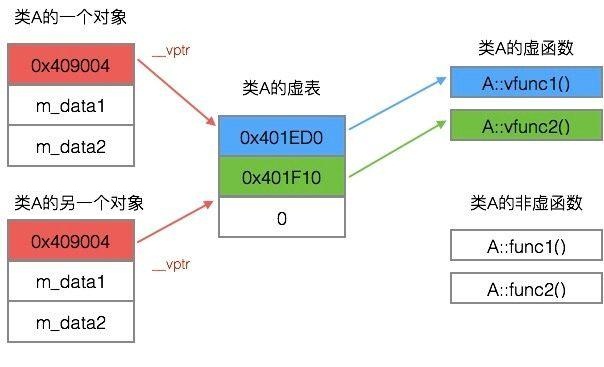 类A的一个对象
0x409004
m_data1
m_data2
__vptr
类A的另一个对象
0x409004
m_data1
m_data2
__vptr
类A的虚表
0x401ED0
0x401F10
0
类A的虚函数
A::vfunc1()
A::vfunc2()
类A的非虚函数
A::func1()
A::func2()